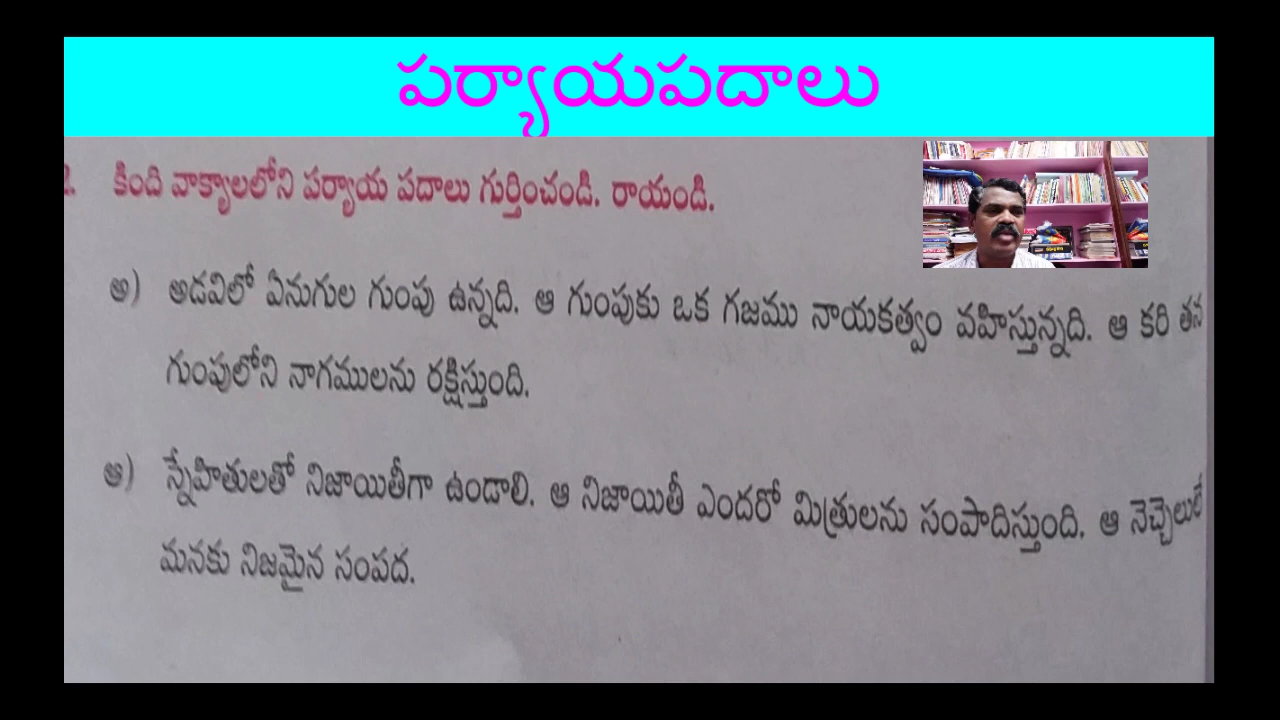 పర్యాయపదాలు
2. కింది వాక్యాలలోని పర్యాయ పదాలు గుర్తించండి. రాయండి.
అ) అడవిలో ఏనుగుల గుంపు ఉన్నది. ఆ గుంపుకు ఒక గజము నాయకత్వం వహిస్తున్నది. ఆ కరి తన
గుంపులోని నాగములను రక్షిస్తుంది.
ఆ) స్నేహితులతో నిజాయితీగా ఉండాలి. ఆ నిజాయితీ ఎందరో మిత్రులను సంపాదిస్తుంది. ఆ నెచ్చెలులే
మనకు నిజమైన సంపద.